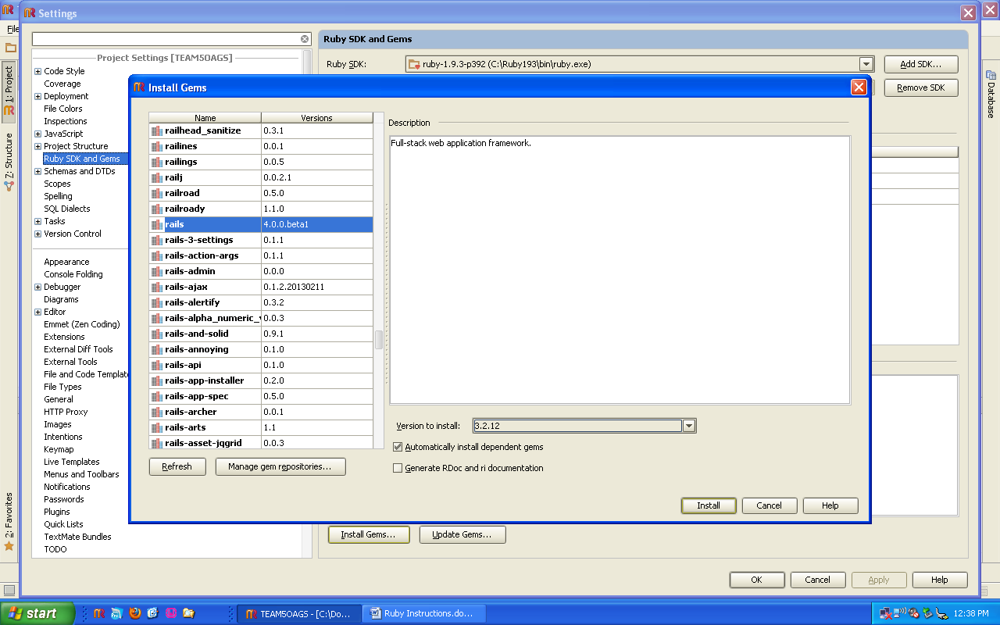 Settings
File
1: Project
Z: Structure
2: Favorites
Database
Project Settings [TEAM5OAGS]
Code Style
Coverage
Deployment
File Colors
Inspections
JavaScript
Project Structure
Ruby SDK and Gems
Schemas and DTDs
Scopes
Spelling
SQL Dialects
Tasks
Version Control
Appearance
Console Folding
Debugger
Diagrams
Editor
Emmet (Zen Coding)
Extensions
External Diff Tools
External Tools
File and Code Templat
File Types
General
HTTP Proxy
Images
Intentions
Keymap
Live Templates
Menus and Toolbars
Notifications
Passwords
Plugins
Quick Lists
TextMate Bundles
TODO
Ruby SDK and Gems
Ruby SDK: ruby-1.9.3-p392 (C:\Ruby193\bin\ruby.exe) Add SDK...
Remove SDK
Install Gems
Name Versions
railhead_sanitize 0.3.1
railines 0.0.1
railings 0.0.5
railj 0.0.2.1
railroad 0.5.0
railroady 1.1.0
rails 4.0.0.beta1
rails-3-settings 0.1.1
rails-action-args 0.1.1
rails-admin 0.0.0
rails-ajax 0.1.2.20130211
rails-alertify 0.3.2
rails-alpha_numeric_v 0.0.3
rails-and-solid 0.9.1
rails-annoying 0.1.0
rails-api 0.1.0
rails-app-installer 0.2.0
rails-app-spec 0.5.0
rails-archer 0.0.1
rails-arts 1.1
rails-asset-jqgrid 0.0.3
Refresh Manage gem repositories...
Description
Full-stack web application framework.
Version to install: 3.2.12
Automatically install dependent gems
Generate RDoc and ri documentation
Install Cancel Help
Install Gems... Update Gems...
OK Cancel Apply Help
start TEAM5OAGS - [C:\Do... Ruby Instructions.do... 12:38 PM